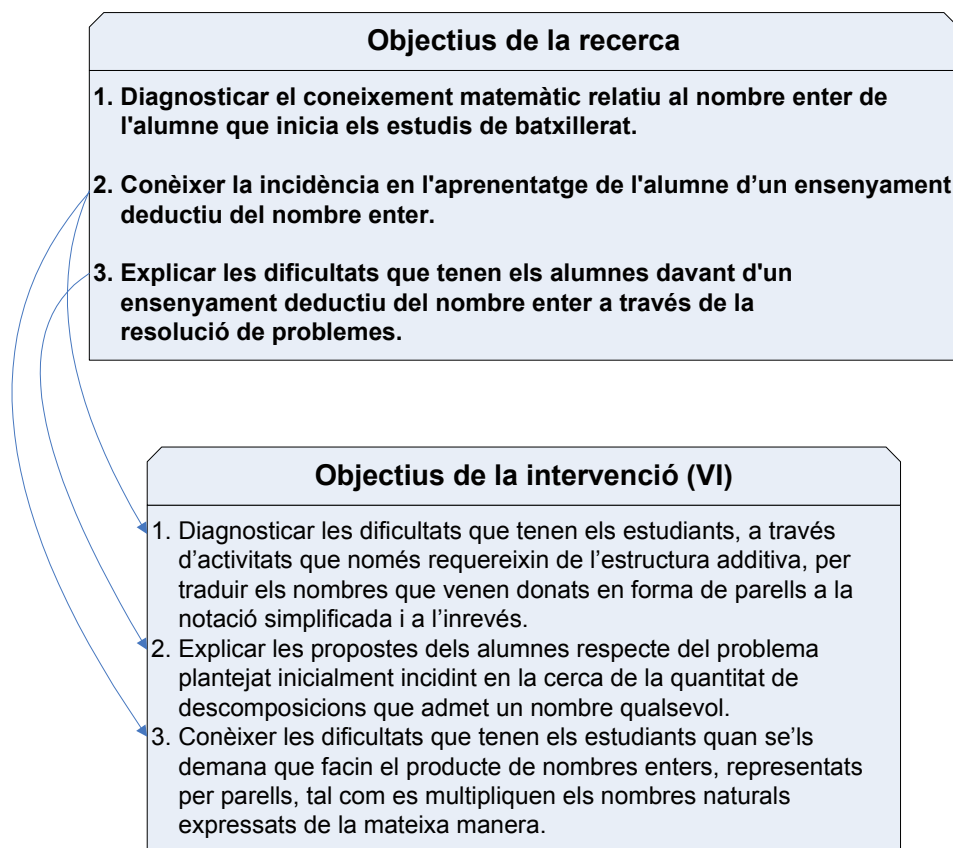 Objectius de la recerca
1. Diagnosticar el coneixement matemàtic relatiu al nombre enter de
l'alumne que inicia els estudis de batxillerat.
2. Conèixer la incidència en l'aprenentatge de l'alumne d’un ensenyament
deductiu del nombre enter.
3. Explicar les dificultats que tenen els alumnes davant d'un
ensenyament deductiu del nombre enter a través de la
resolució de problemes.
Objectius de la intervenció (VI)
1. Diagnosticar les dificultats que tenen els estudiants, a través
d’activitats que només requereixin de l’estructura additiva, per
traduir els nombres que venen donats en forma de parells a la
notació simplificada i a l’inrevés.
2. Explicar les propostes dels alumnes respecte del problema
plantejat inicialment incidint en la cerca de la quantitat de
descomposicions que admet un nombre qualsevol.
3. Conèixer les dificultats que tenen els estudiants quan se’ls
demana que facin el producte de nombres enters, representats
per parells, tal com es multipliquen els nombres naturals
expressats de la mateixa manera.